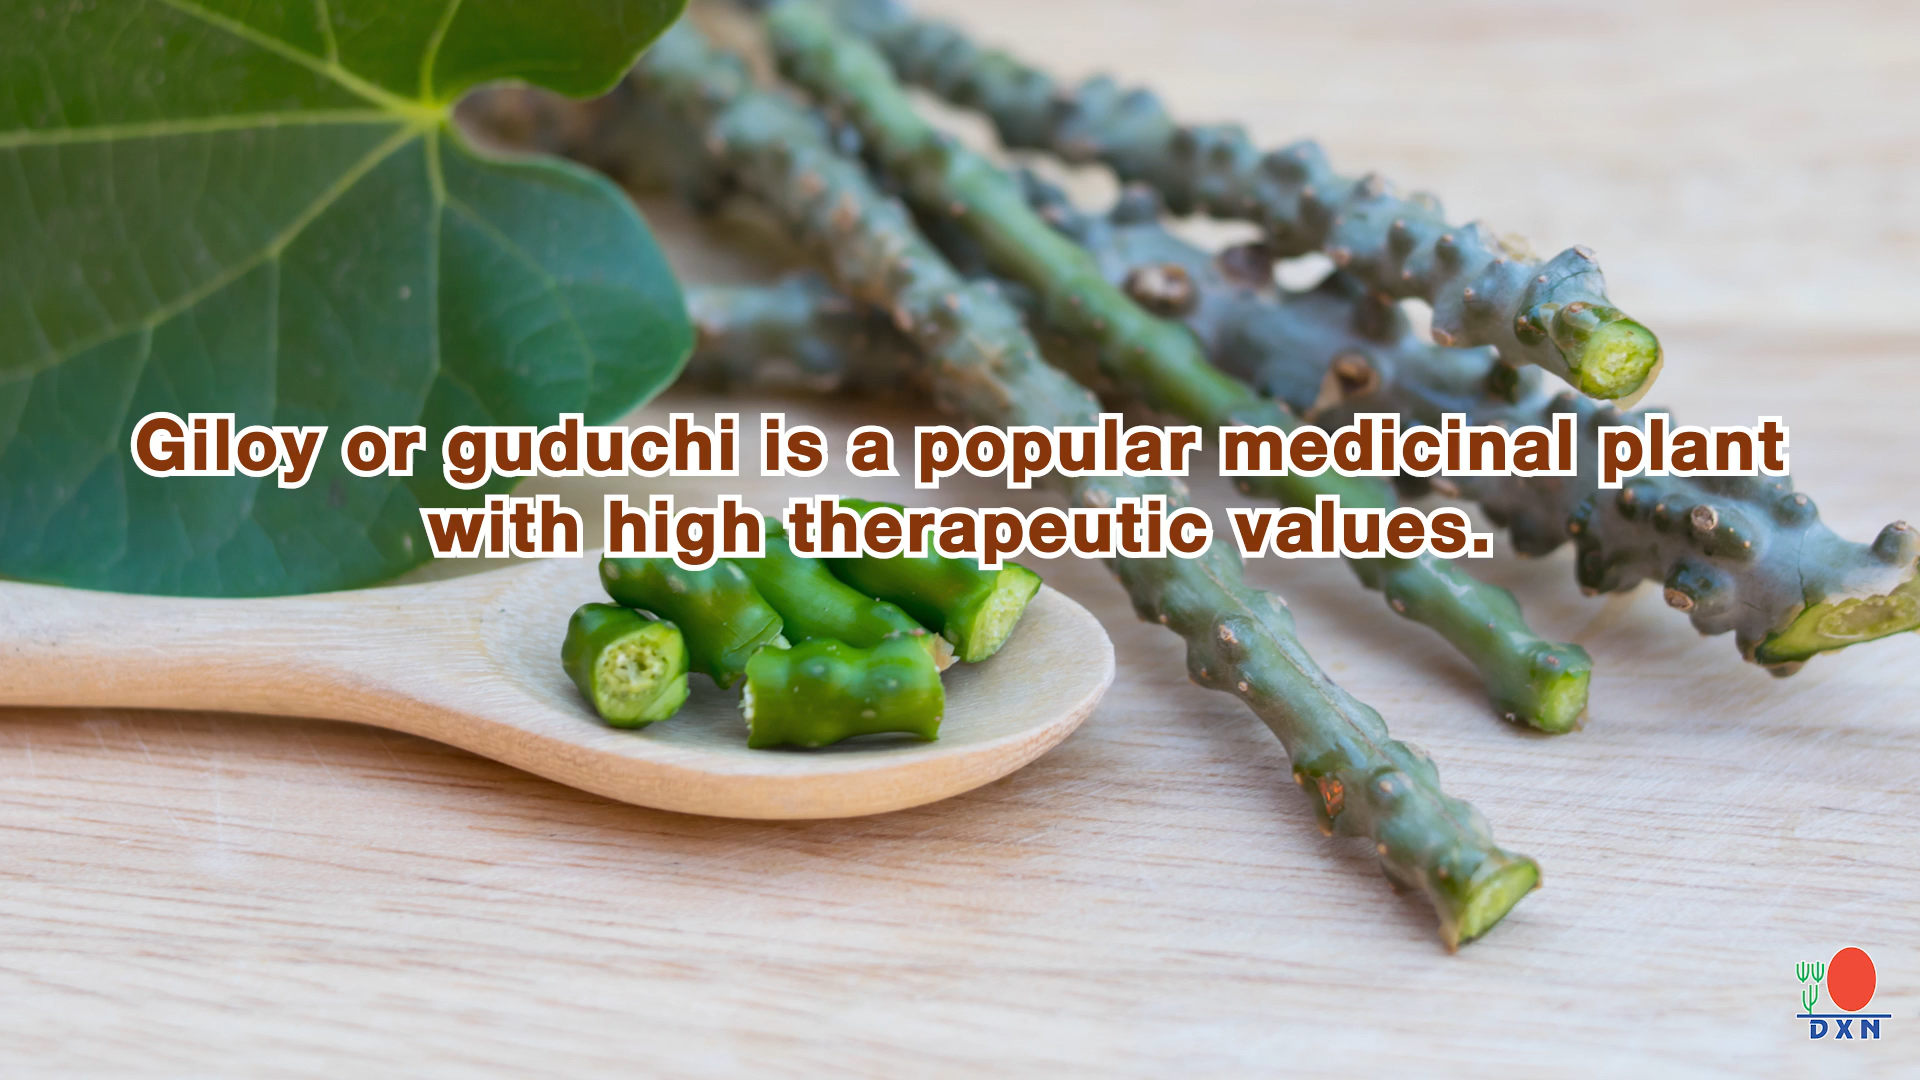 Giloy or guduchi is a popular medicinal plant
with high therapeutic values.
DXN